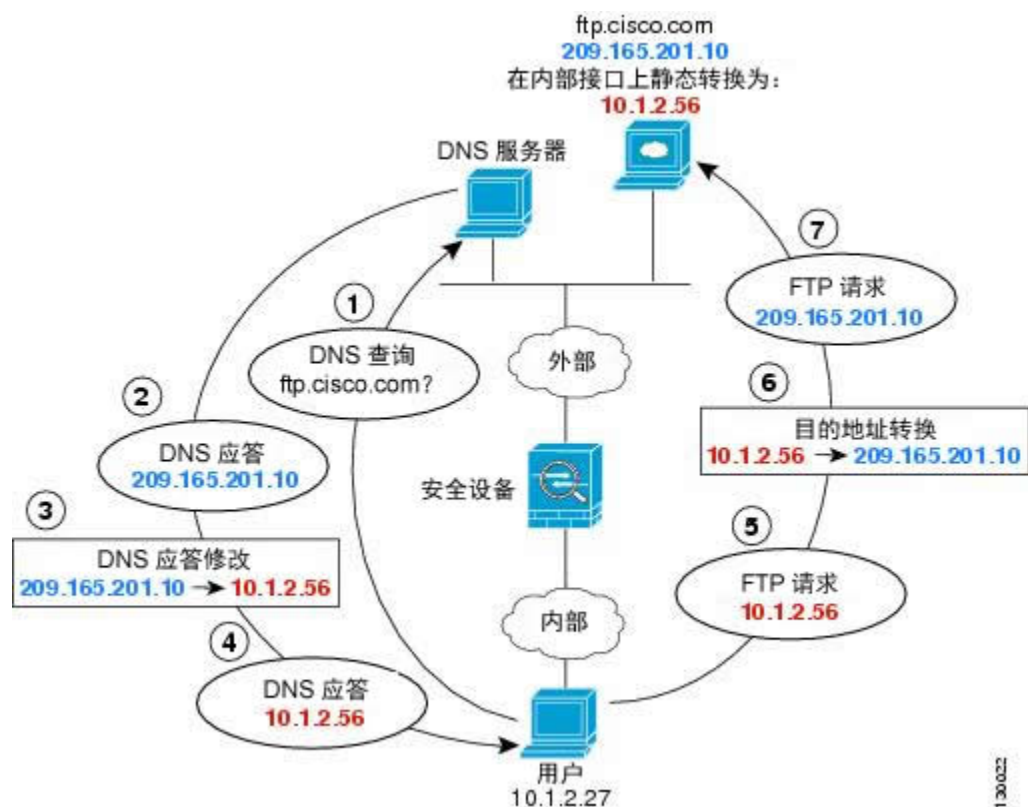 ftp.cisco.com
209.165.201.10
在内部接口上静态转换为：
10.1.2.56
DNS 服务器
7
FTP 请求
209.165.201.10
1
DNS 查询
ftp.cisco.com？
外部
2
DNS 应答
209.165.201.10
6
目的地址转换
10.1.2.56 → 209.165.201.10
安全设备
3
DNS 应答修改
209.165.201.10 → 10.1.2.56
5
FTP 请求
10.1.2.56
内部
4
DNS 应答
10.1.2.56
用户
10.1.2.27
130022